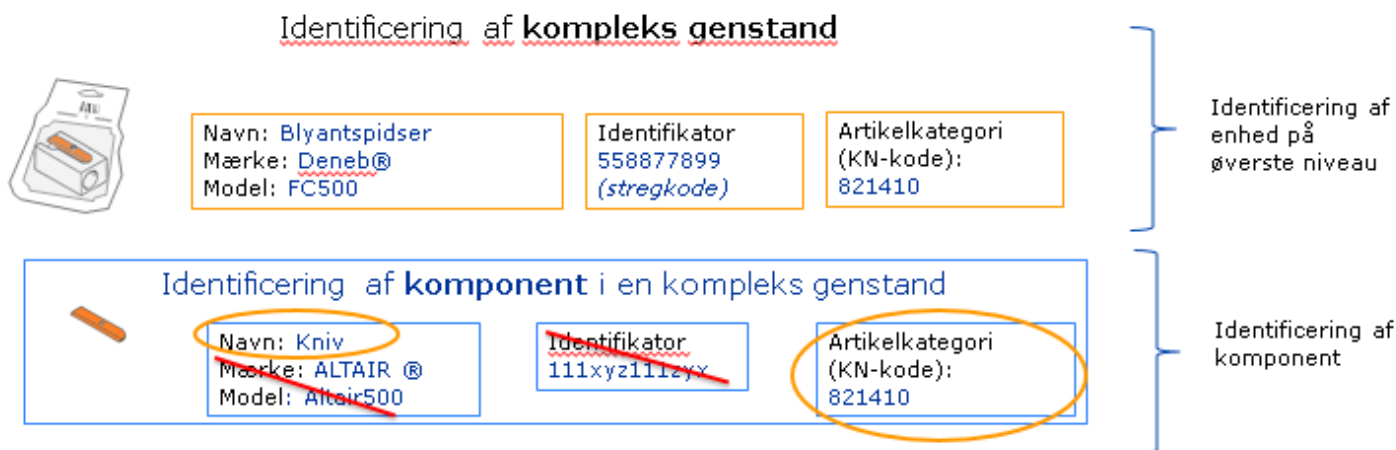 Identificering af kompleks genstand
Navn: Blyantspidser
Mærke: Deneb®
Model: FC500
Identifikator
558877899
(stregkode)
Artikelkategori
(KN-kode):
821410
Identificering af
enhed på
øverste niveau
Identificering af komponent i en kompleks genstand
Navn: Kniv
Mærke: ALTAIR ®
Model: Altair500
Identifikator
111xyz111zyx
Artikelkategori
(KN-kode):
821410
Identificering af
komponent